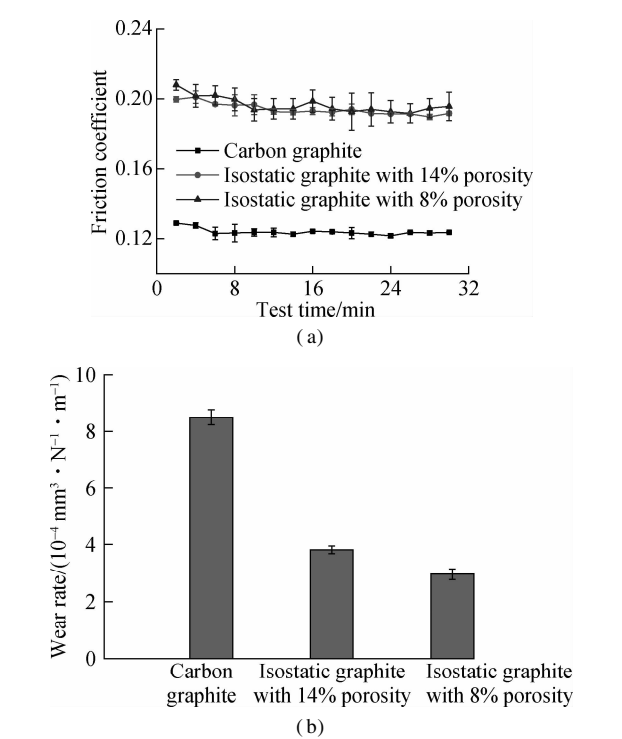 0.24
0.20
0.16
0.12
Friction coefficient
Carbon graphite
Isostatic graphite with 14% porosity
Isostatic graphite with 8% porosity
0 8 16 24 32
Test time/min
( a )
10
8
6
4
2
0
Wear rate/(10⁻⁴ mm³・N⁻¹・m⁻¹)
Carbon
graphite
Isostatic graphite
with 14% porosity
Isostatic graphite
with 8% porosity
( b )